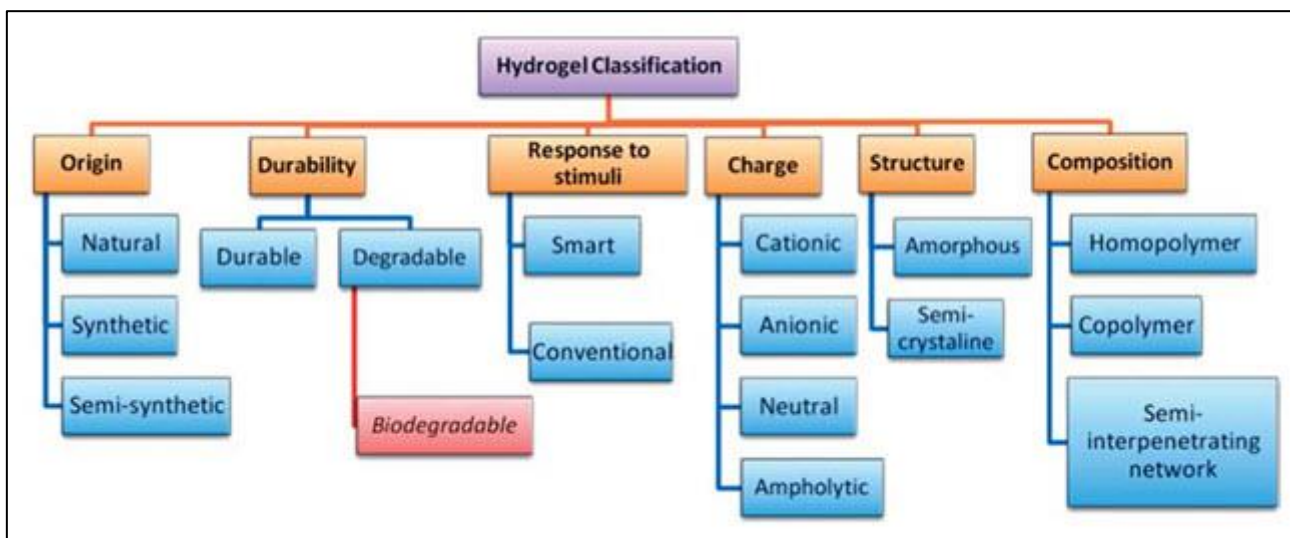 Hydrogel Classification
Origin
Durability
Response to
stimuli
Charge
Structure
Composition
Natural
Synthetic
Semi-synthetic
Durable
Degradable
Biodegradable
Smart
Conventional
Cationic
Anionic
Neutral
Ampholytic
Amorphous
Semi-
crystaline
Homopolymer
Copolymer
Semi-
interpenetrating
network